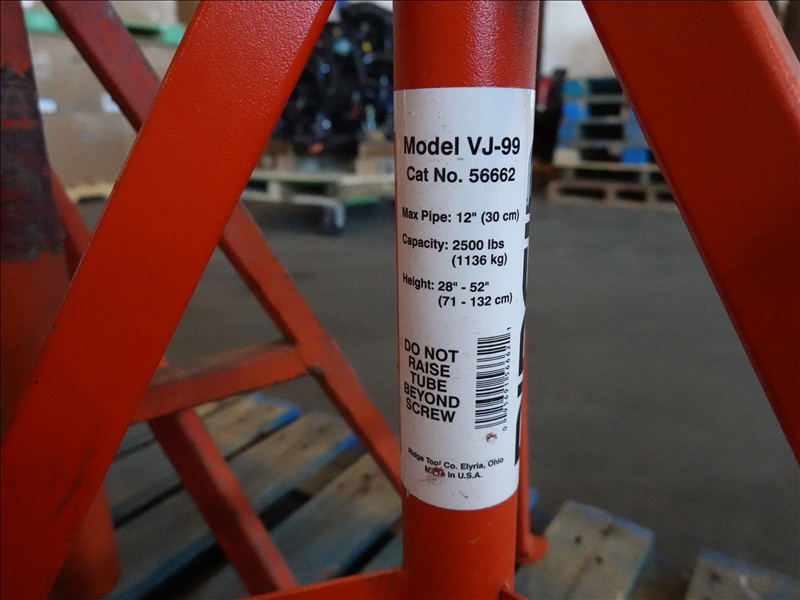 Model VJ-99
Cat No. 56662
Max Pipe: 12" (30 cm)
Capacity: 2500 lbs
(1136 kg)
Height: 28" - 52"
(71 - 132 cm)
DO NOT
RAISE
TUBE
BEYOND
SCREW
Ridge Tool Co. Elyria, Ohio
Made in U.S.A.